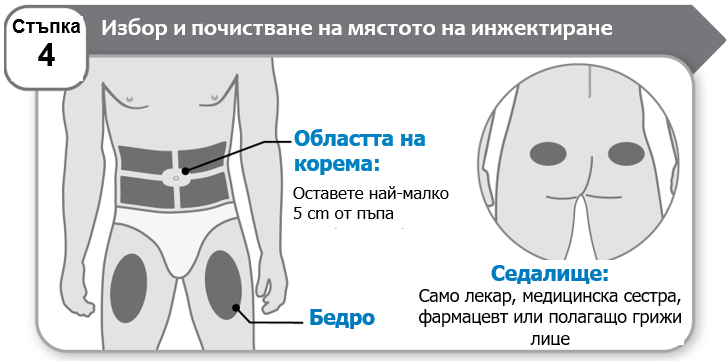 Стъпка
4
Избор и почистване на мястото на инжектиране
Областта на
корема:
Оставете най-малко
5 cm от пъпа
Бедро
Седалище:
Само лекар, медицинска сестра,
фармацевт или полагащо грижи
лице